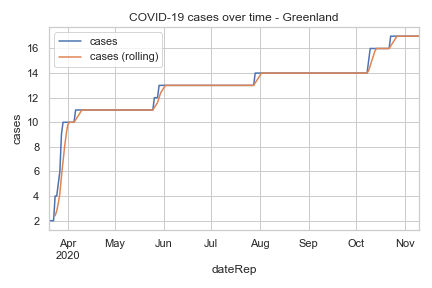 COVID-19 cases over time - Greenland
cases
cases (rolling)
16
14
12
10
8
6
4
2
cases
Apr May Jun Jul Aug Sep Oct Nov
2020
dateRep